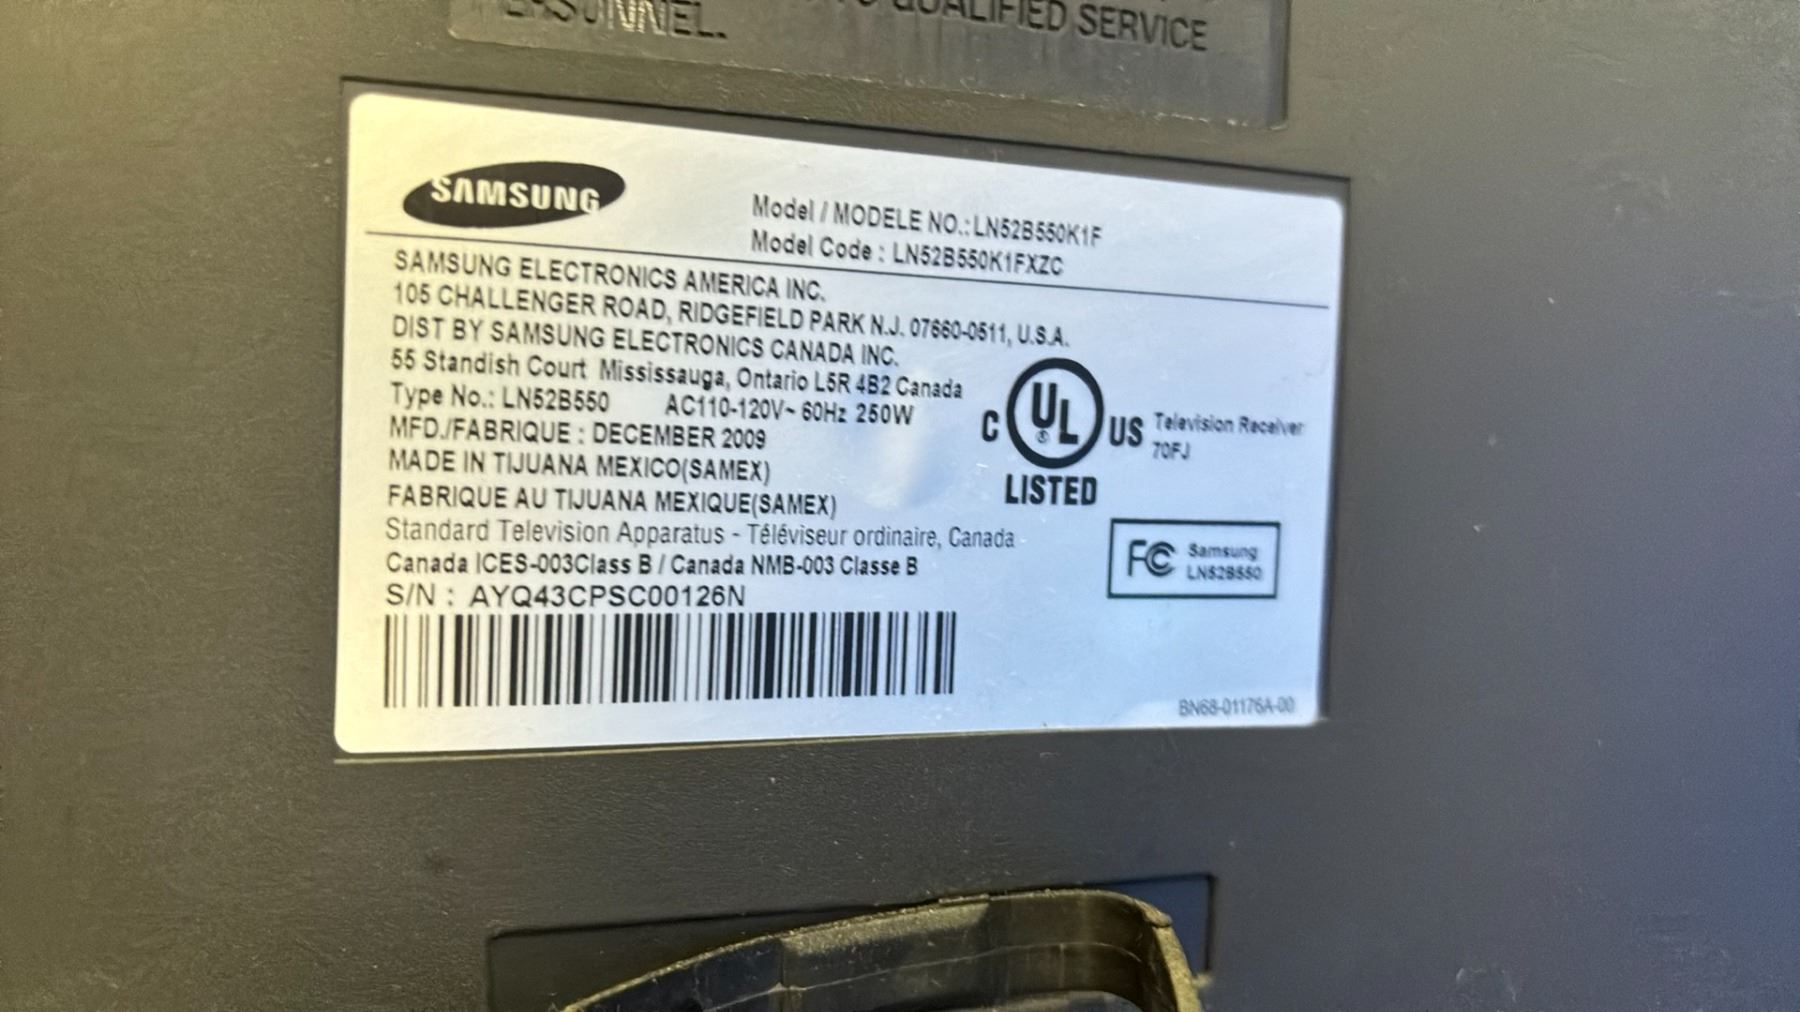 QUALIFIED SERVICE
SAMSUNG
Model / MODELE NO.: LN52B550K1F
Model Code : LN52B550K1FXZC
SAMSUNG ELECTRONICS AMERICA INC.
105 CHALLENGER ROAD, RIDGEFIELD PARK N.J. 07660-0511, U.S.A.
DIST BY SAMSUNG ELECTRONICS CANADA INC.
55 Standish Court Mississauga, Ontario L5R 4B2 Canada
Type No.: LN52B550 AC110-120V~ 60Hz 250W
MFD./FABRIQUE : DECEMBER 2009
MADE IN TIJUANA MEXICO(SAMEX)
FABRIQUE AU TIJUANA MEXIQUE(SAMEX)
Standard Television Apparatus - Téléviseur ordinaire, Canada
Canada ICES-003Class B / Canada NMB-003 Classe B
S/N : AYQ43CPSC00126N
C UL ® US
LISTED
Television Receiver
70FJ
FC Samsung
LN52B550
BN68-01176A-00